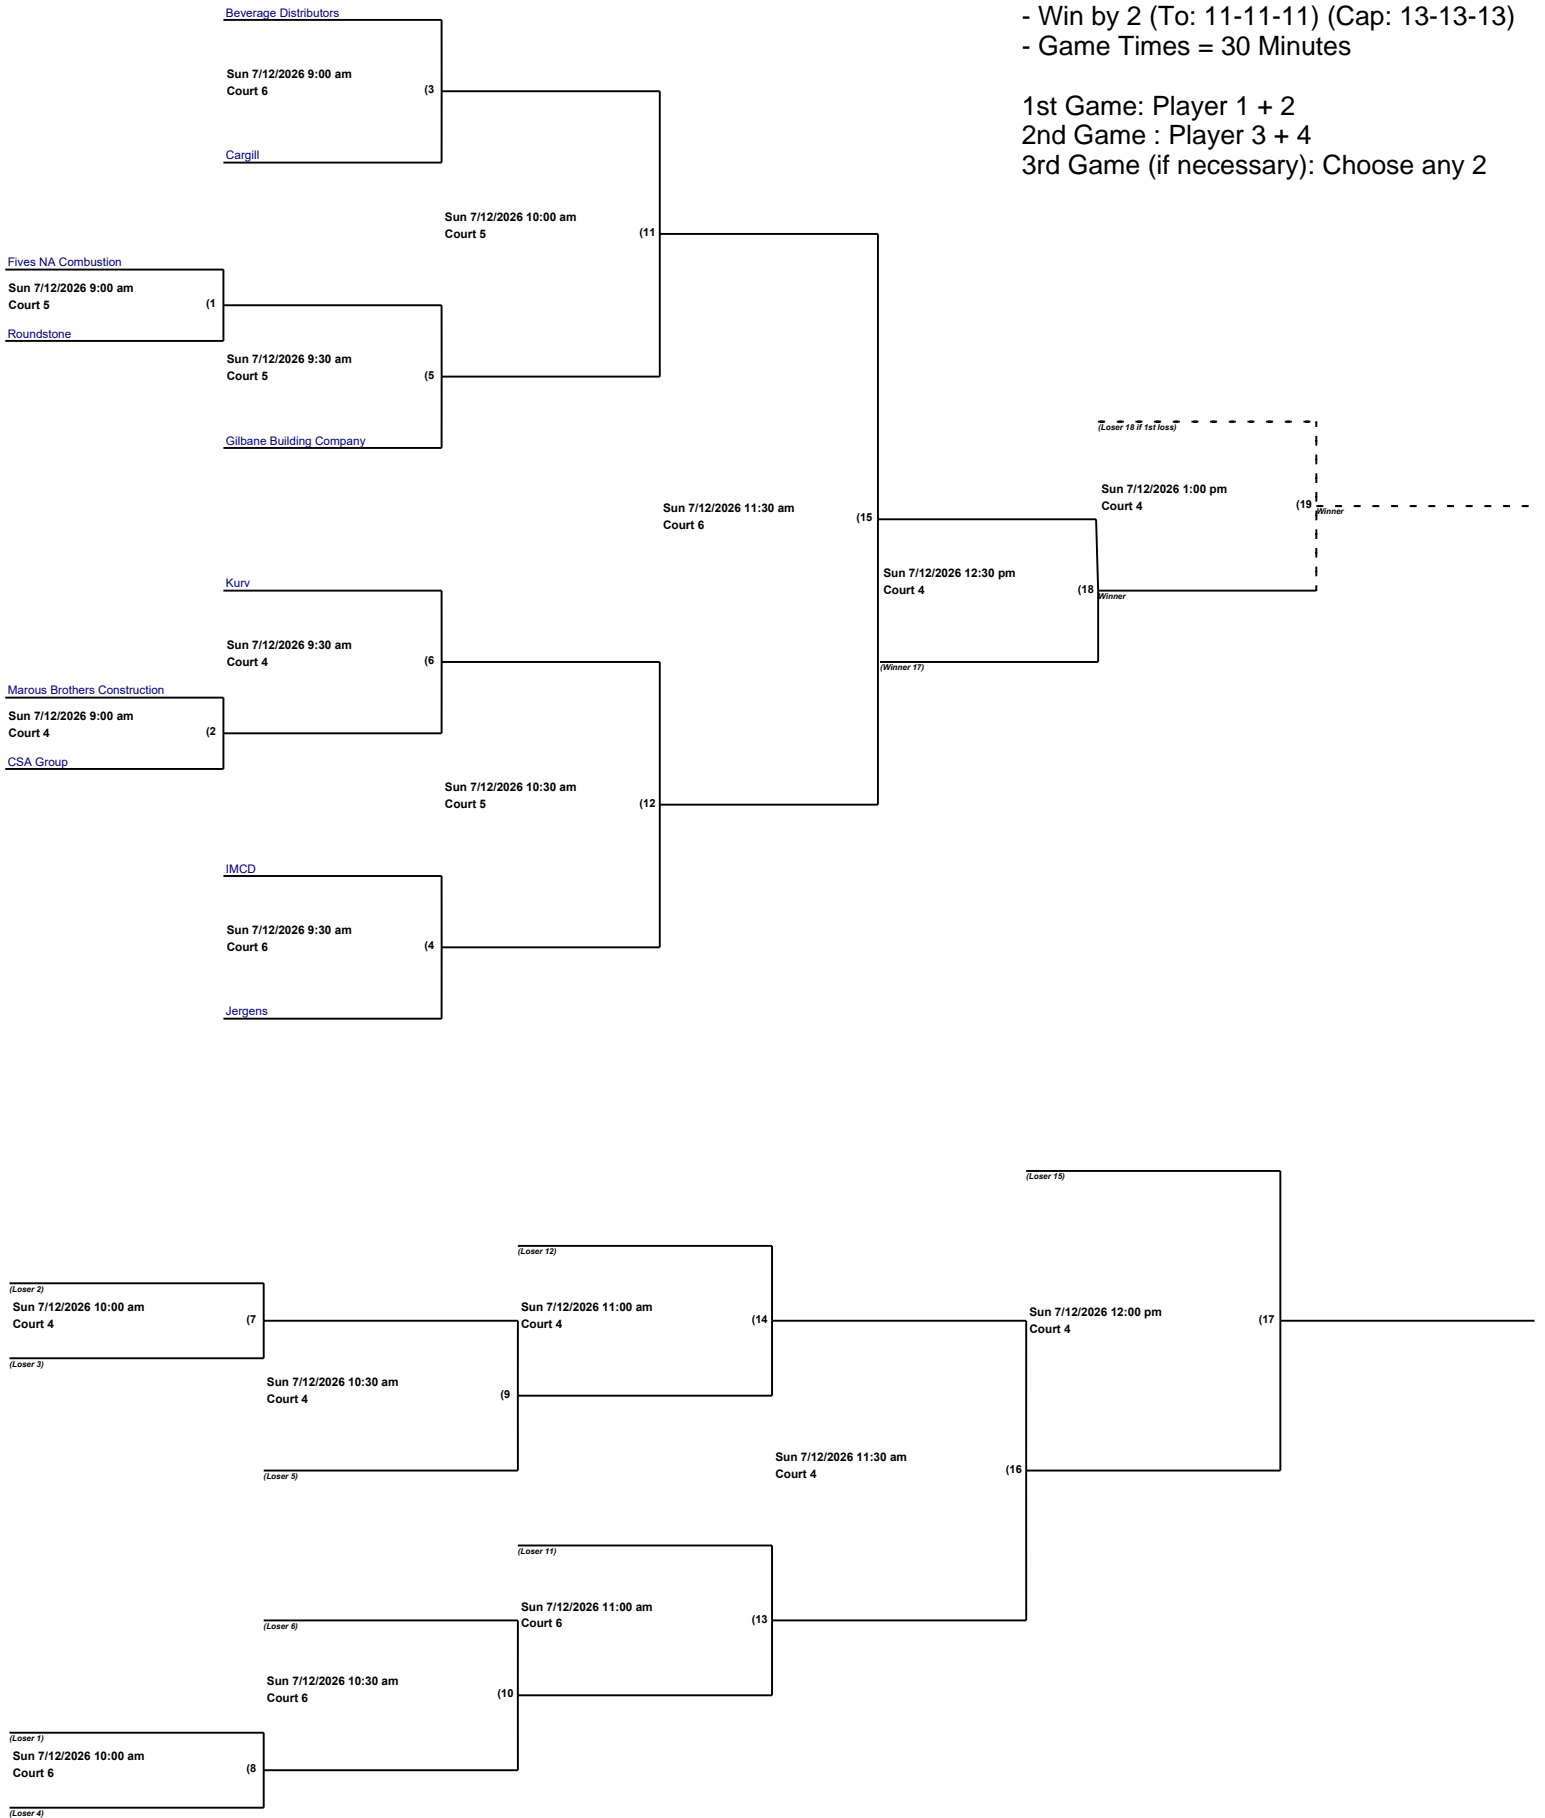 Beverage Distributors
- Win by 2 (To: 11-11-11) (Cap: 13-13-13)
- Game Times = 30 Minutes
Sun 7/12/2026 9:00 am
Court 6
(3
1st Game: Player 1 + 2
2nd Game : Player 3 + 4
3rd Game (if necessary): Choose any 2
Cargill
Sun 7/12/2026 10:00 am
Court 5
(11
Fives NA Combustion
Sun 7/12/2026 9:00 am
Court 5
(1
Roundstone
Sun 7/12/2026 9:30 am
Court 5
(5
Gilbane Building Company
(Loser 18 if 1st loss)
Sun 7/12/2026 1:00 pm
Court 4
(19
Winner
Sun 7/12/2026 11:30 am
Court 6
(15
Sun 7/12/2026 12:30 pm
Court 4
(18
Winner
Kurv
Sun 7/12/2026 9:30 am
Court 4
(6
(Winner 17)
Marous Brothers Construction
Sun 7/12/2026 9:00 am
Court 4
(2
CSA Group
Sun 7/12/2026 10:30 am
Court 5
(12
IMCD
Sun 7/12/2026 9:30 am
Court 6
(4
Jergens
(Loser 15)
(Loser 12)
(Loser 2)
Sun 7/12/2026 10:00 am
Court 4
(7
Sun 7/12/2026 11:00 am
Court 4
(14
Sun 7/12/2026 12:00 pm
Court 4
(17
(Loser 3)
Sun 7/12/2026 10:30 am
Court 4
(9
(Loser 5)
Sun 7/12/2026 11:30 am
Court 4
(16
(Loser 11)
Sun 7/12/2026 11:00 am
Court 6
(13
(Loser 6)
Sun 7/12/2026 10:30 am
Court 6
(10
(Loser 1)
Sun 7/12/2026 10:00 am
Court 6
(8
(Loser 4)